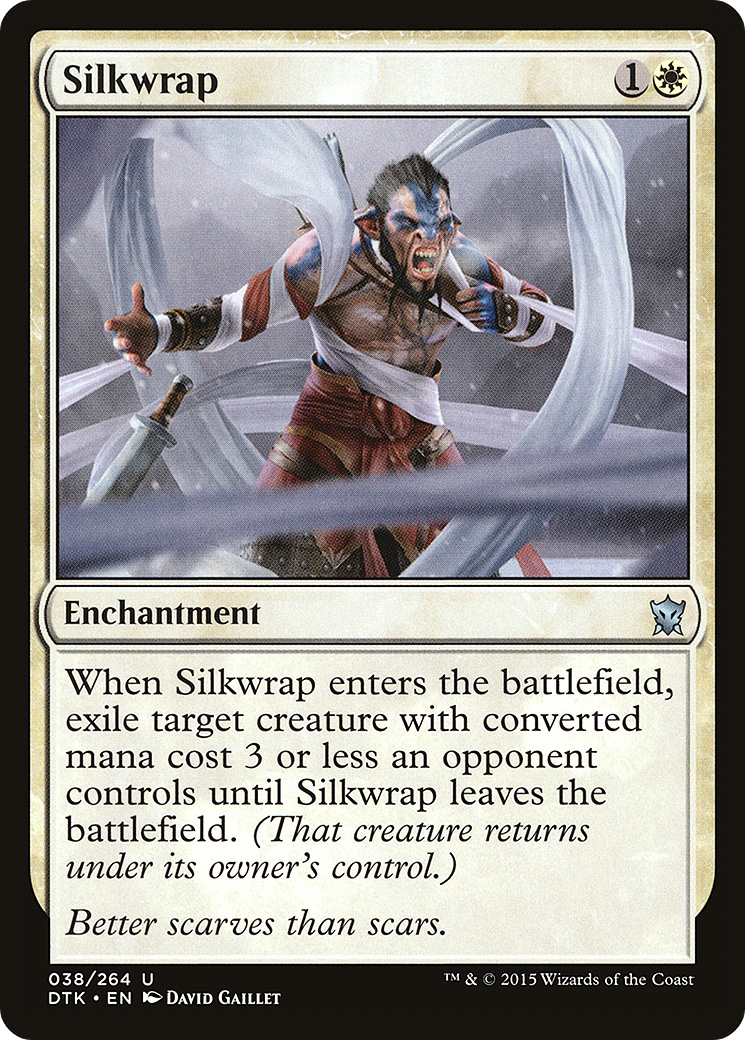 Silkwrap 1
Enchantment
When Silkwrap enters the battlefield,
exile target creature with converted
mana cost 3 or less an opponent
controls until Silkwrap leaves the
battlefield. (That creature returns
under its owner's control.)
Better scarves than scars.
038/264 U
DTK • EN DAVID GAILLET
™ & © 2015 Wizards of the Coast